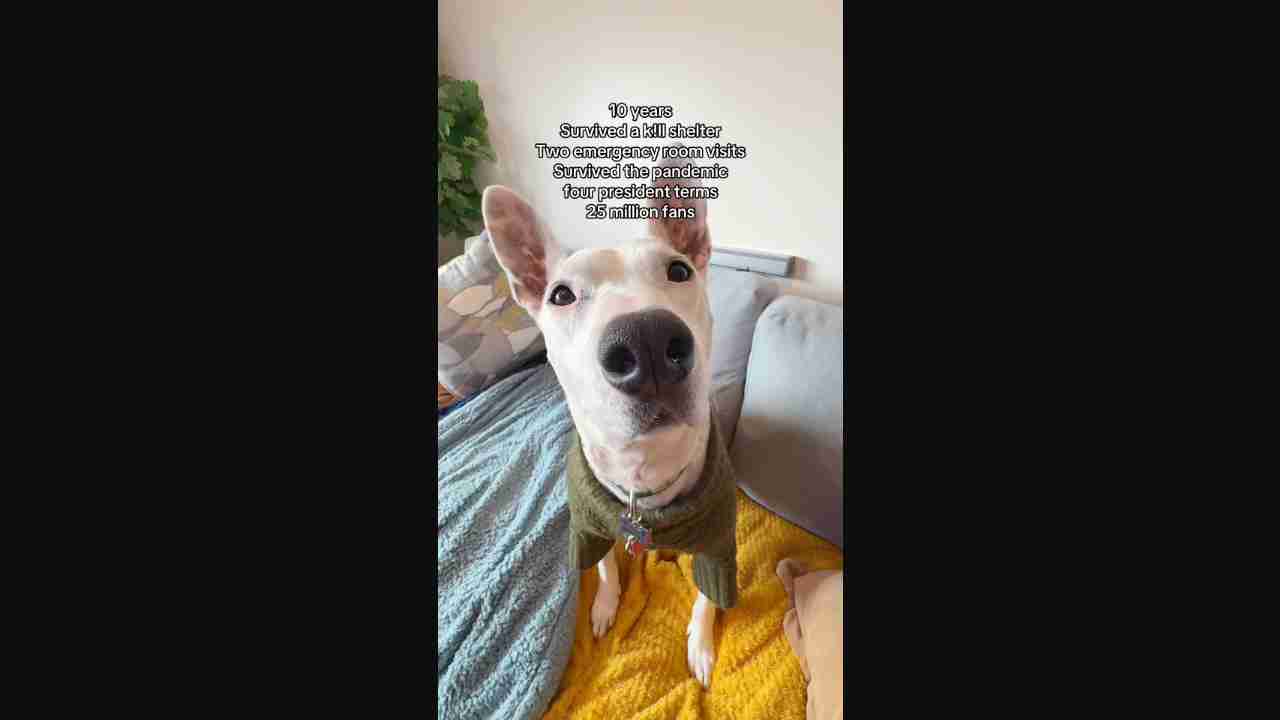 10 years
Survived a k!ll shelter
Two emergency room visits
Survived the pandemic
four president terms
25 million fans